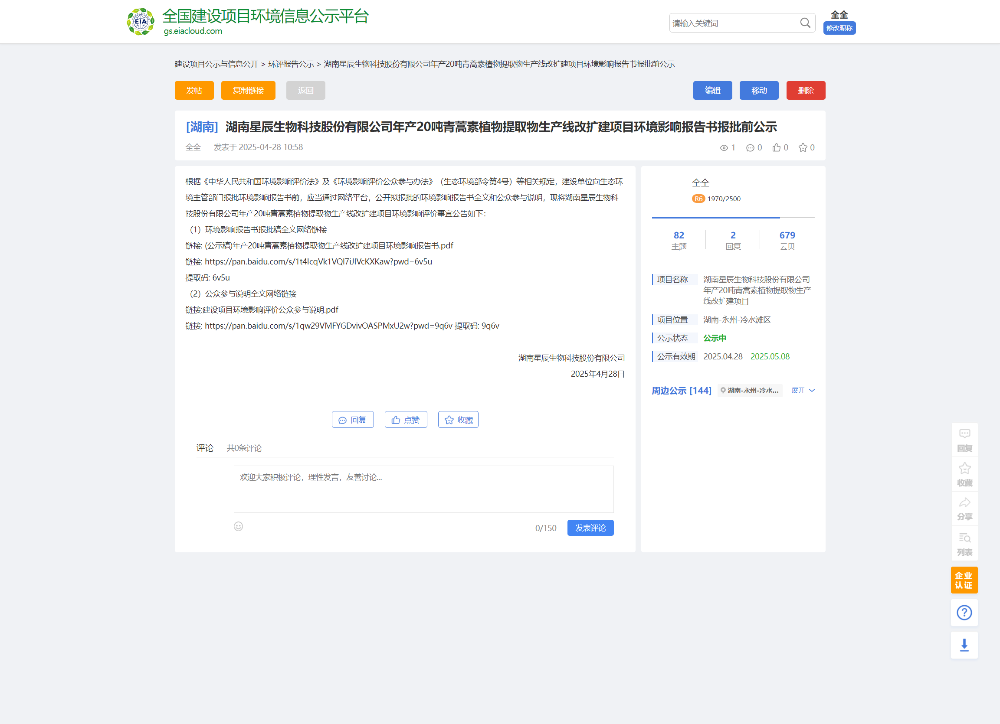 EIA
全国建设项目环境信息公示平台
gs.eiacloud.com
请输入关键词
全全
修改昵称
建设项目公示与信息公开 > 环评报告公示 > 湖南星辰生物科技股份有限公司年产20吨青蒿素植物提取物生产线改扩建项目环境影响报告书报批前公示
发帖
复制链接
返回
编辑
移动
删除
[湖南] 湖南星辰生物科技股份有限公司年产20吨青蒿素植物提取物生产线改扩建项目环境影响报告书报批前公示
全全 发表于 2025-04-28 10:58
1 0 0 0
根据《中华人民共和国环境影响评价法》及《环境影响评价公众参与办法》（生态环境部令第4号）等相关规定，建设单位向生态环
境主管部门报批环境影响报告书前，应当通过网络平台，公开拟报批的环境影响报告书全文和公众参与说明，现将湖南星辰生物科
技股份有限公司年产20吨青蒿素植物提取物生产线改扩建项目环境影响评价事宜公告如下：
（1）环境影响报告书报批稿全文网络链接
链接: (公示稿)年产20吨青蒿素植物提取物生产线改扩建项目环境影响报告书.pdf
链接: https://pan.baidu.com/s/1t4IcqVk1VQl7iJIVcKXKaw?pwd=6v5u
提取码: 6v5u
（2）公众参与说明全文网络链接
链接:建设项目环境影响评价公众参与说明.pdf
链接: https://pan.baidu.com/s/1qw29VMFYGDvivOASPMxU2w?pwd=9q6v 提取码: 9q6v
湖南星辰生物科技股份有限公司
2025年4月28日
回复
点赞
收藏
评论 共0条评论
欢迎大家积极评论，理性发言，友善讨论...
0/150
发表评论
全全
R6 1970/2500
82 2 679
主题 回复 云贝
项目名称 湖南星辰生物科技股份有限公司
年产20吨青蒿素植物提取物生产
线改扩建项目
项目位置 湖南-永州-冷水滩区
公示状态 公示中
公示有效期 2025.04.28 - 2025.05.08
周边公示 [144] 湖南-永州-冷水... 展开
回复
收藏
分享
列表
企业
认证